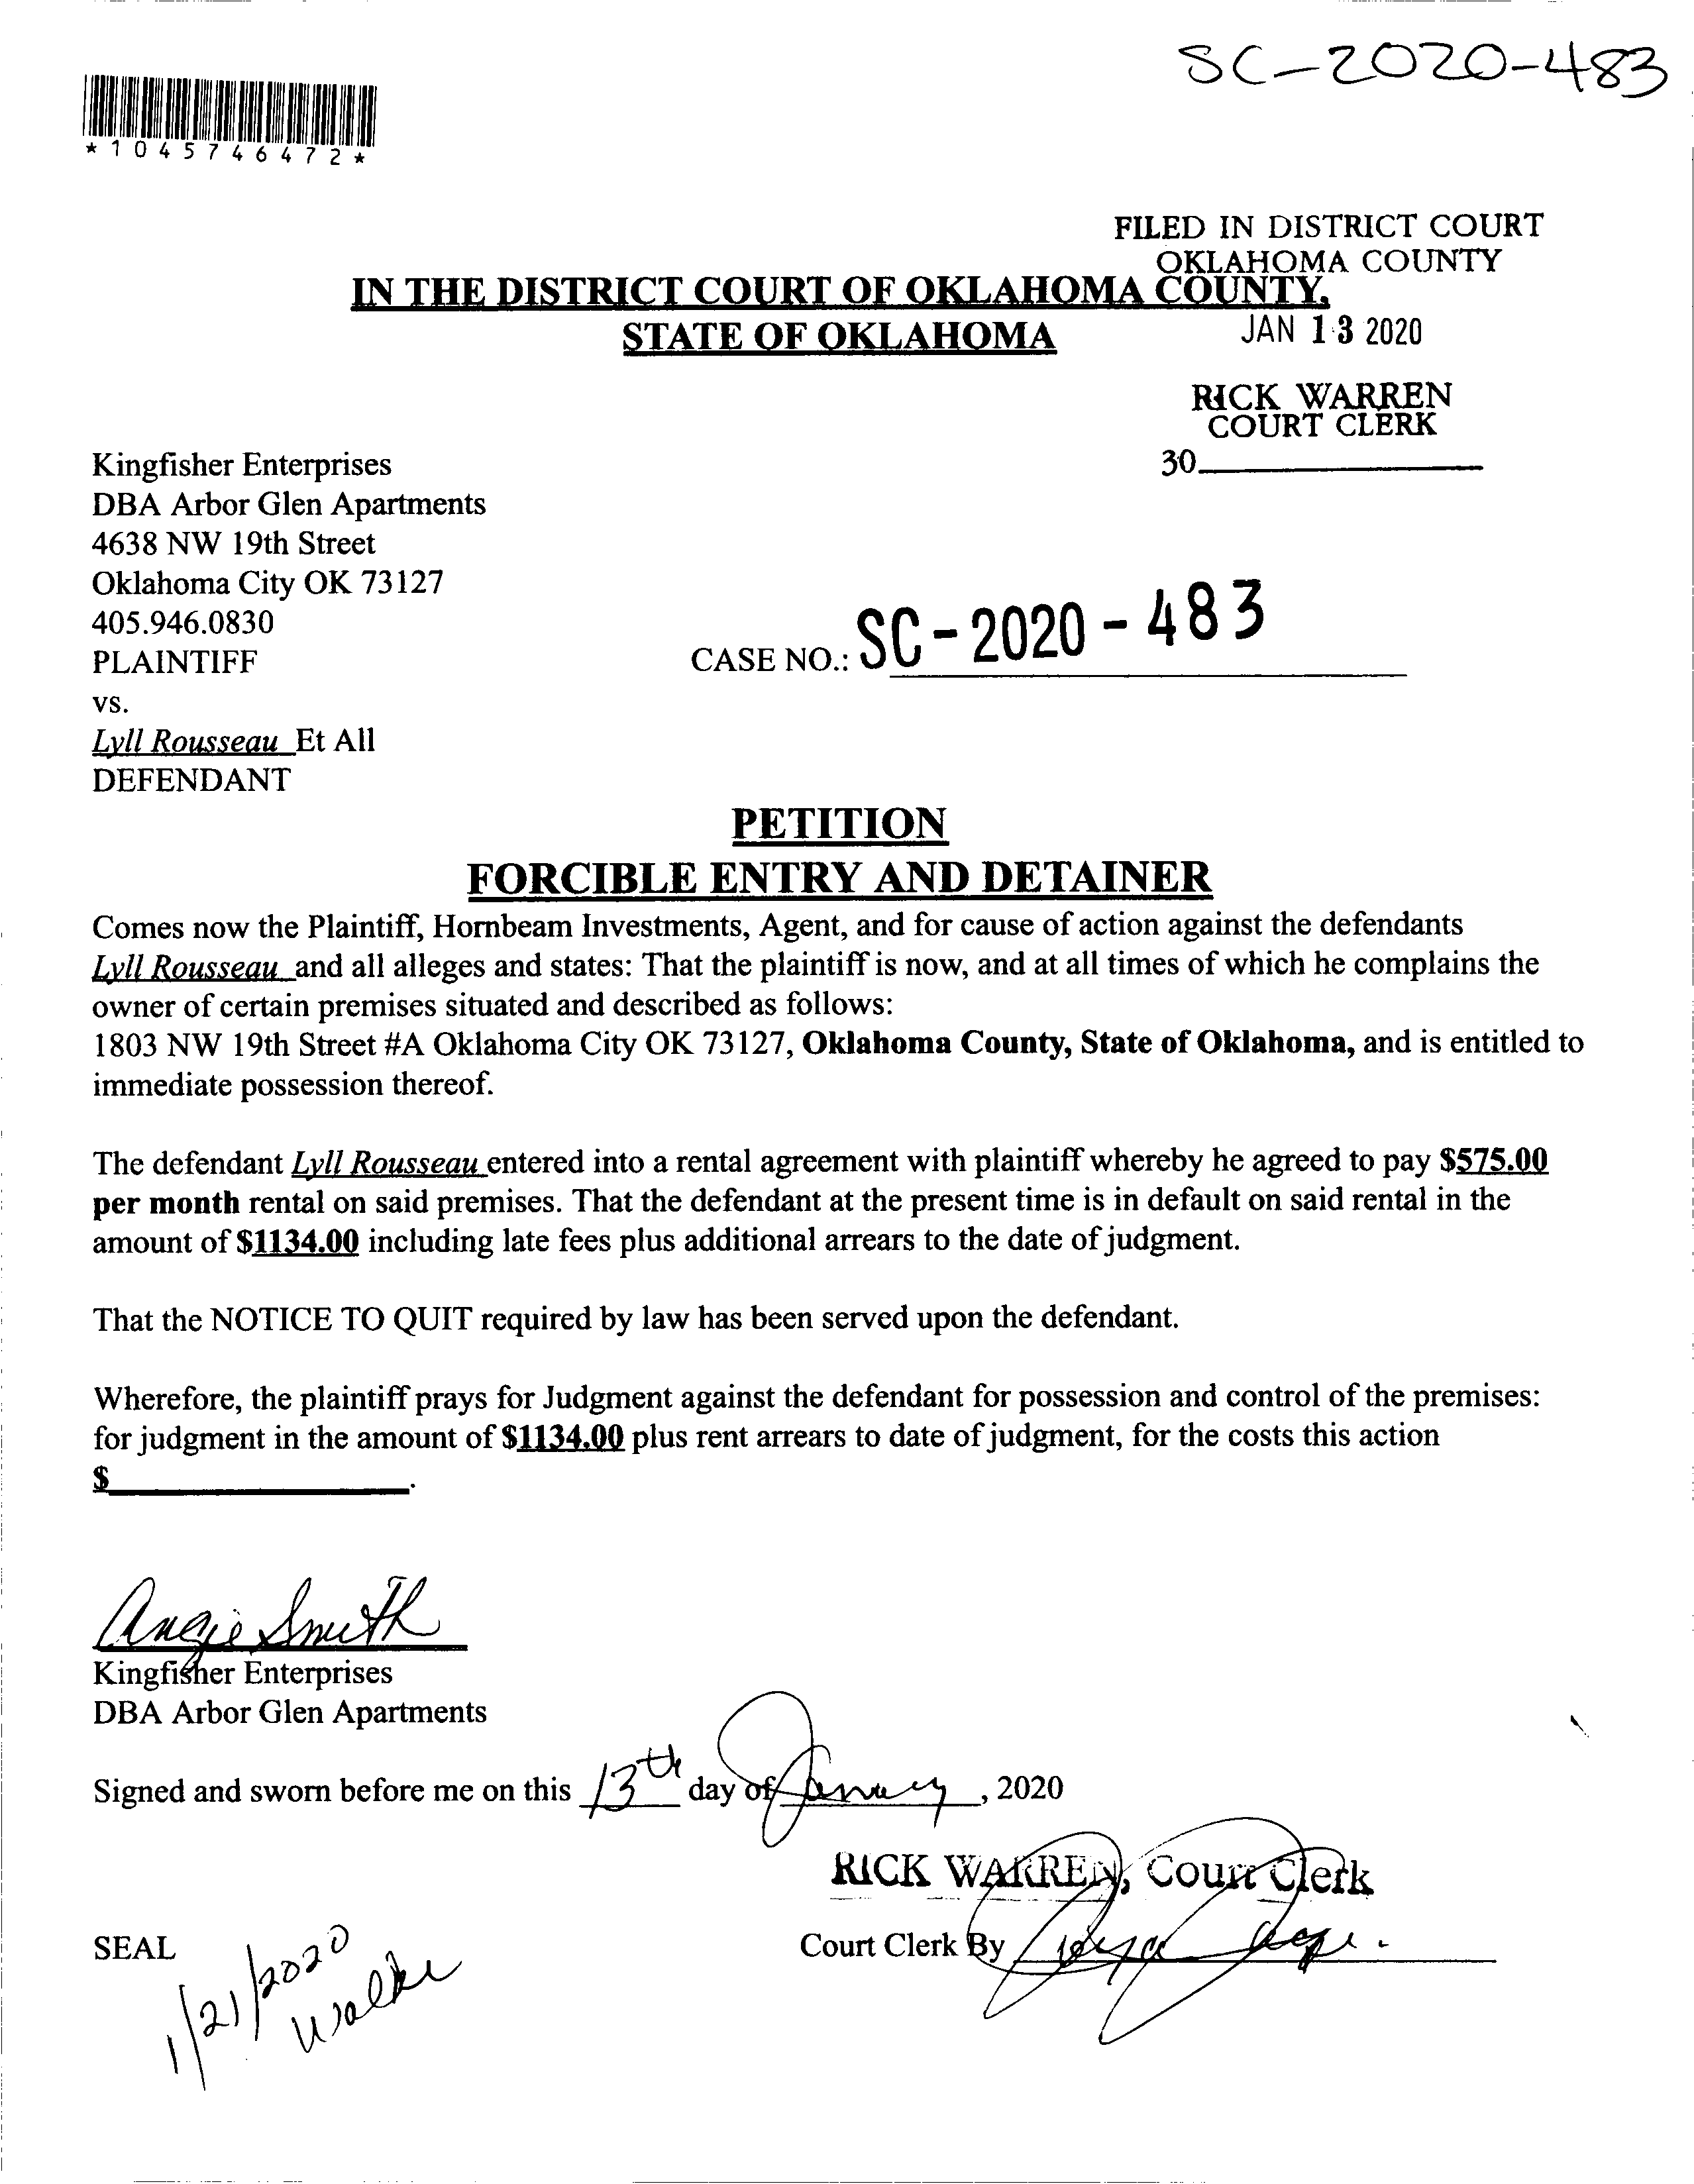 SC-2020-483
*1045746472*
FILED IN DISTRICT COURT
OKLAHOMA COUNTY
IN THE DISTRICT COURT OF OKLAHOMA COUNTY,
STATE OF OKLAHOMA
JAN 13 2020
RICK WARREN
COURT CLERK
30
Kingfisher Enterprises
DBA Arbor Glen Apartments
4638 NW 19th Street
Oklahoma City OK 73127
405.946.0830
PLAINTIFF
CASE NO.: SC-2020-483
vs.
Lyll Rousseau Et All
DEFENDANT
PETITION
FORCIBLE ENTRY AND DETAINER
Comes now the Plaintiff, Hornbeam Investments, Agent, and for cause of action against the defendants
Lyll Rousseau and all alleges and states: That the plaintiff is now, and at all times of which he complains the
owner of certain premises situated and described as follows:
1803 NW 19th Street #A Oklahoma City OK 73127, Oklahoma County, State of Oklahoma, and is entitled to
immediate possession thereof.
The defendant Lyll Rousseau entered into a rental agreement with plaintiff whereby he agreed to pay $575.00
per month rental on said premises. That the defendant at the present time is in default on said rental in the
amount of $1134.00 including late fees plus additional arrears to the date of judgment.
That the NOTICE TO QUIT required by law has been served upon the defendant.
Wherefore, the plaintiff prays for Judgment against the defendant for possession and control of the premises:
for judgment in the amount of $1134.00 plus rent arrears to date of judgment, for the costs this action
$ .
Angie Smith
Kingfisher Enterprises
DBA Arbor Glen Apartments
Signed and sworn before me on this 13th day of January, 2020
RICK WARREN, Court Clerk
SEAL
Court Clerk By
1/21/2020
Walke